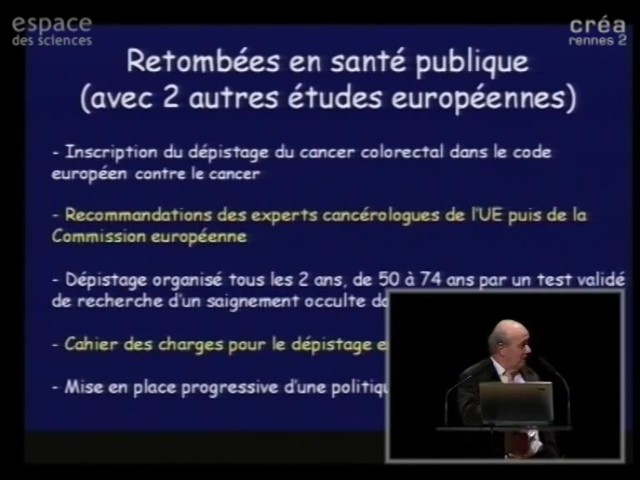 espace
des sciences
créa
rennes 2
Retombées en santé publique
(avec 2 autres études européennes)
- Inscription du dépistage du cancer colorectal dans le code
européen contre le cancer
- Recommandations des experts cancérologues de l'UE puis de la
Commission européenne
- Dépistage organisé tous les 2 ans, de 50 à 74 ans par un test validé
de recherche d'un saignement occulte
- Cahier des charges pour le dépistage
- Mise en place progressive d'une